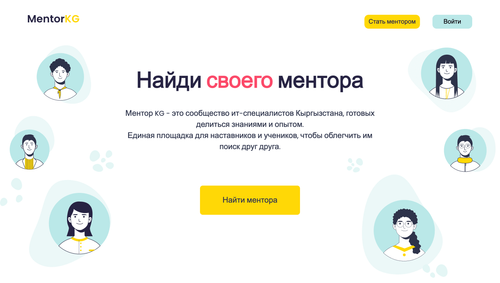 MentorKG
Стать ментором
Войти
Найди своего ментора
Ментор KG - это сообщество ит-специалистов Кыргызстана, готовых
делиться знаниями и опытом.
Единая площадка для наставников и учеников, чтобы облегчить им
поиск друг друга.
Найти ментора